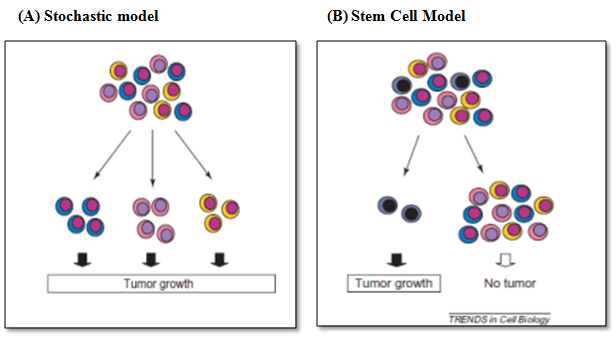 (A) Stochastic model
(B) Stem Cell Model
Tumor growth
Tumor growth
No tumor
TRENDS in Cell Biology